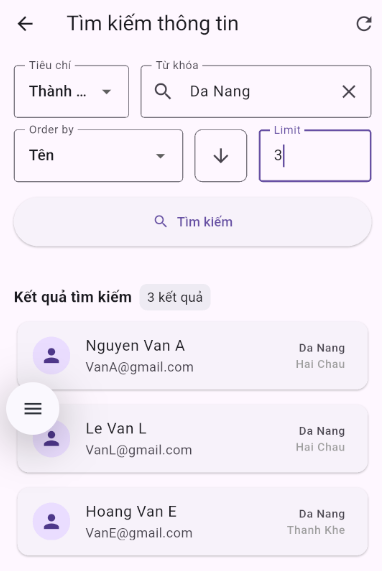 Tìm kiếm thông tin
Tiêu chí
Thành ...
Từ khóa
Da Nang
Order by
Tên
Limit
3
Tìm kiếm
Kết quả tìm kiếm
3 kết quả
Nguyen Van A
VanA@gmail.com
Da Nang
Hai Chau
Le Van L
VanL@gmail.com
Da Nang
Hai Chau
Hoang Van E
VanE@gmail.com
Da Nang
Thanh Khe